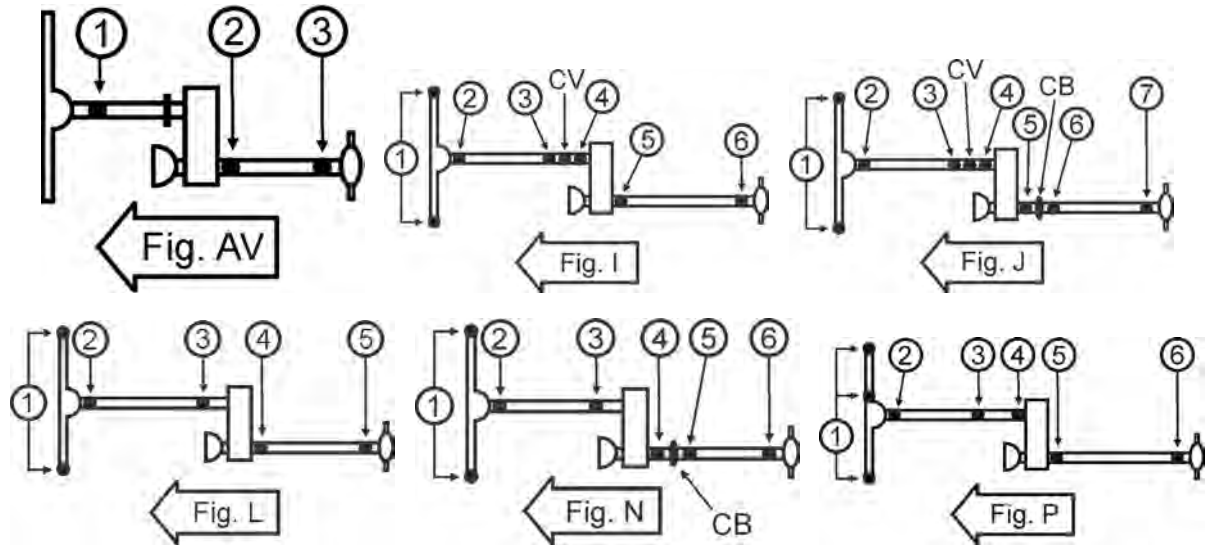 1 2 3
Fig. AV
1 2 3 CV 4 5 6
Fig. I
1 2 3 CV 4 5 CB 6 7
Fig. J
1 2 3 4 5
Fig. L
1 2 3 4 5 6
CB
Fig. N
1 2 3 4 5 6
Fig. P